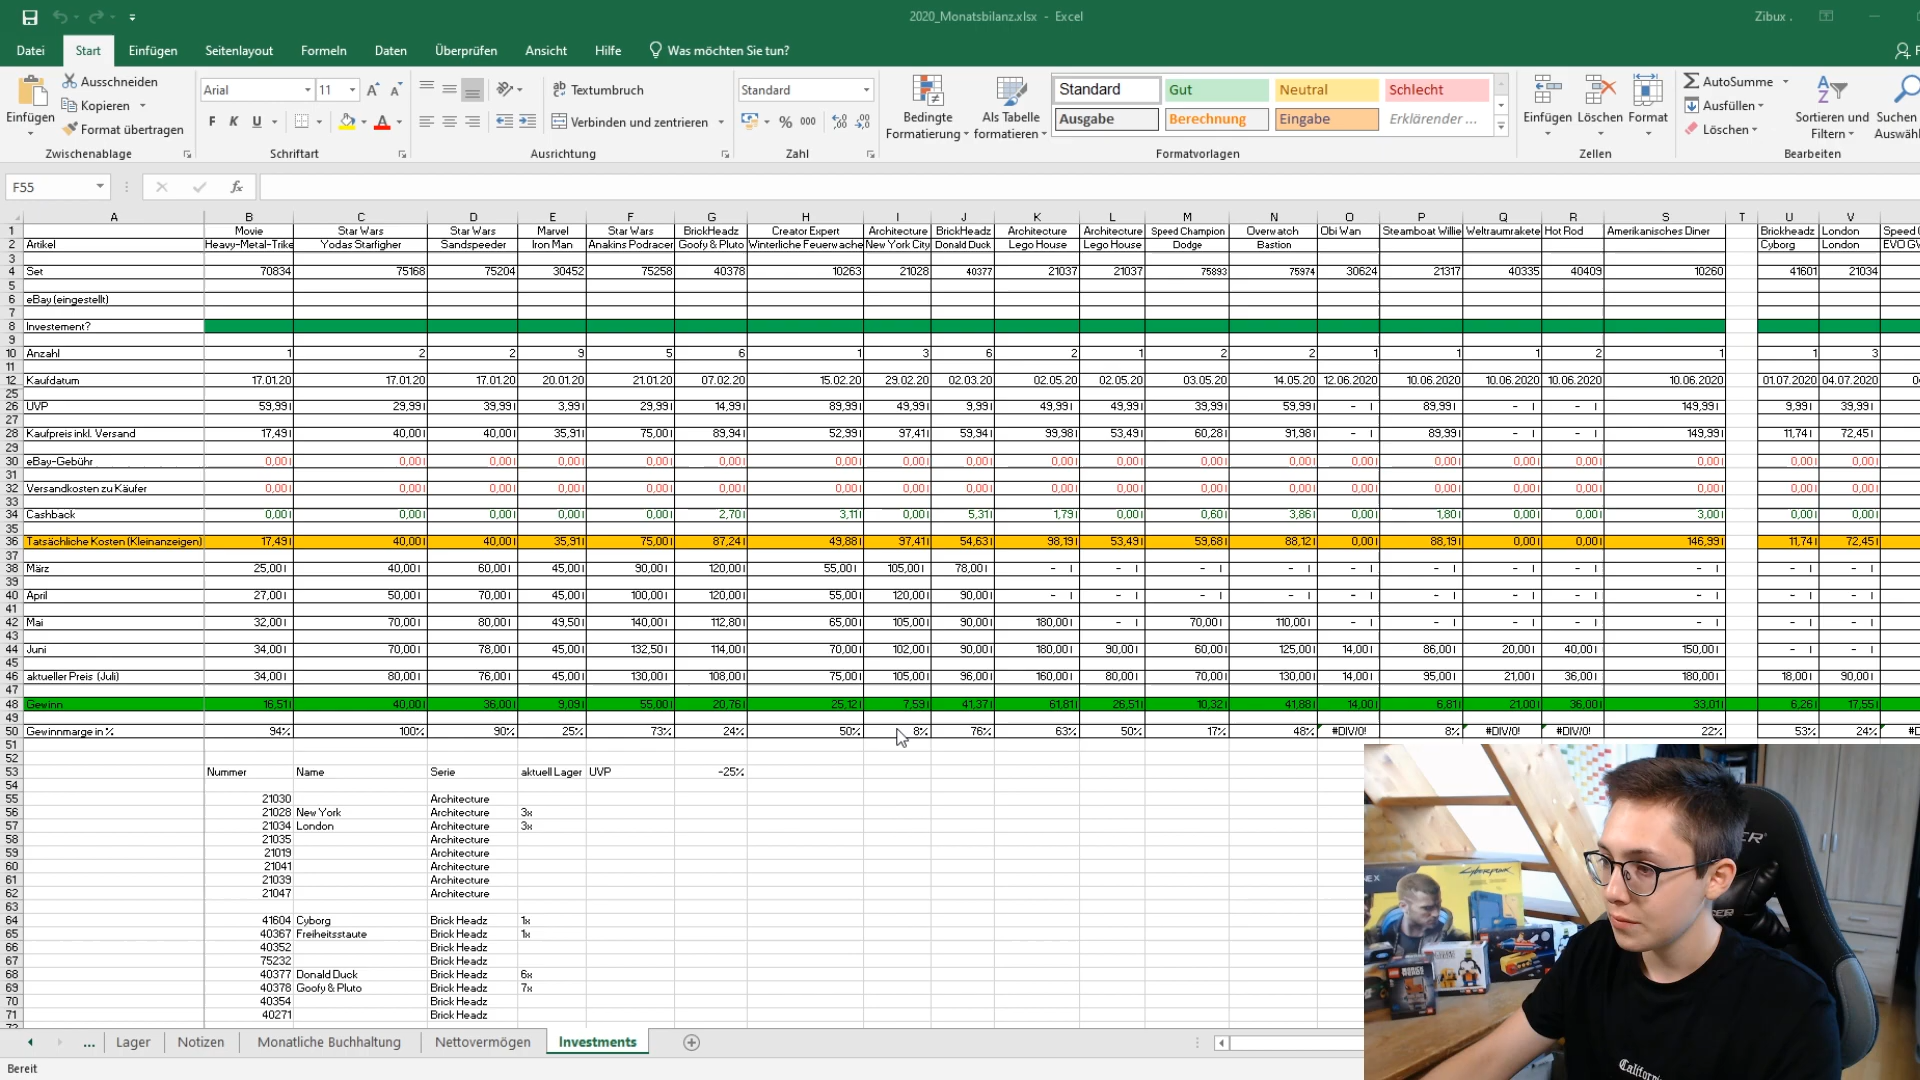 2020_Monatsbilanz.xlsx - Excel
Zibux .
Datei Start Einfügen Seitenlayout Formeln Daten Überprüfen Ansicht Hilfe Was möchten Sie tun?
Ausschneiden
Kopieren
Format übertragen
Einfügen
Arial 11
F K U
Textumbruch
Verbinden und zentrieren
Standard
% 000
Bedingte Formatierung
Als Tabelle formatieren
Standard Gut Neutral Schlecht
Ausgabe Berechnung Eingabe Erklärender ...
Einfügen Löschen Format
AutoSumme
Ausfüllen
Löschen
Sortieren und Filtern
Suchen
Zwischenablage Schriftart Ausrichtung Zahl Formatvorlagen Zellen Bearbeiten
F55 fx
A B C D E F G H I J K L M N O P Q R S T U V
1 Movie Star Wars Star Wars Marvel Star Wars BrickHeadz Creator Expert Architecture BrickHeadz Architecture Architecture Speed Champion Overwatch Obi Wan Steamboat Willie Weltraumrakete Hot Rod Amerikanisches Diner Brickheadz London Speed
2 Artikel Heavy-Metal-Trike Yodas Starfigher Sandspeeder Iron Man Anakins Podracer Goofy & Pluto Winterliche Feuerwache New York City Donald Duck Lego House Lego House Dodge Bastion Cyborg London
3
4 Set 70834 75168 75204 30452 75258 40378 10263 21028 40377 21037 21037 75893 75974 30624 21317 40335 40409 10260 41601 21034
5
6 eBay (eingestellt)
7
8 Investement?
9
10 Anzahl 1 2 2 9 5 6 1 3 6 2 1 2 2 1 1 1 2 1 1 3
11
12 Kaufdatum 17.01.20 17.01.20 17.01.20 20.01.20 21.01.20 07.02.20 15.02.20 29.02.20 02.03.20 02.05.20 02.05.20 03.05.20 14.05.20 12.06.2020 10.06.2020 10.06.2020 10.06.2020 10.06.2020 01.07.2020 04.07.2020
25
26 UVP 59,99 29,99 39,99 3,99 29,99 14,99 89,99 49,99 9,99 49,99 49,99 39,99 59,99 - 89,99 - - 149,99 9,99 39,99
27
28 Kaufpreis inkl. Versand 17,49 40,00 40,00 35,91 75,00 89,94 52,99 97,41 59,94 99,98 53,49 60,28 91,98 - 89,99 - - 149,99 11,74 72,45
29
30 eBay-Gebühr 0,00 0,00 0,00 0,00 0,00 0,00 0,00 0,00 0,00 0,00 0,00 0,00 0,00 0,00 0,00 0,00 0,00 0,00 0,00 0,00
31
32 Versandkosten zu Käufer 0,00 0,00 0,00 0,00 0,00 0,00 0,00 0,00 0,00 0,00 0,00 0,00 0,00 0,00 0,00 0,00 0,00 0,00 0,00 0,00
33
34 Cashback 0,00 0,00 0,00 0,00 0,00 2,70 3,11 0,00 5,31 1,79 0,00 0,60 3,86 0,00 1,80 0,00 0,00 3,00 0,00 0,00
35
36 Tatsächliche Kosten (Kleinanzeigen) 17,49 40,00 40,00 35,91 75,00 87,24 49,88 97,41 54,63 98,19 53,49 59,68 88,12 0,00 88,19 0,00 0,00 146,99 11,74 72,45
37
38 März 25,00 40,00 60,00 45,00 90,00 120,00 55,00 105,00 78,00 - - - - - - - - - - -
39
40 April 27,00 50,00 70,00 45,00 100,00 120,00 55,00 120,00 90,00 - - - - - - - - - - -
41
42 Mai 32,00 70,00 80,00 49,50 140,00 112,80 65,00 105,00 90,00 180,00 - 70,00 110,00 - - - - - - -
43
44 Juni 34,00 70,00 78,00 45,00 132,50 114,00 70,00 102,00 90,00 180,00 90,00 60,00 125,00 14,00 86,00 20,00 40,00 150,00 - -
45
46 aktueller Preis (Juli) 34,00 80,00 76,00 45,00 130,00 108,00 75,00 105,00 96,00 160,00 80,00 70,00 130,00 14,00 95,00 21,00 36,00 180,00 18,00 90,00
47
48 Gewinn 16,51 40,00 36,00 9,09 55,00 20,76 25,12 7,59 41,37 61,81 26,51 10,32 41,88 14,00 6,81 21,00 36,00 33,01 6,26 17,55
49
50 Gewinnmarge in % 94% 100% 90% 25% 73% 24% 50% 8% 76% 63% 50% 17% 48% #DIV/0! 8% #DIV/0! #DIV/0! 22% 53% 24%
51
52
53 Nummer Name Serie aktuell Lager UVP -25%
54
55 21030 Architecture
56 21028 New York Architecture 3x
57 21034 London Architecture 3x
58 21035 Architecture
59 21019 Architecture
60 21041 Architecture
61 21039 Architecture
62 21047 Architecture
63
64 41604 Cyborg Brick Headz 1x
65 40367 Freiheitsstaute Brick Headz 1x
66 40352 Brick Headz
67 75232 Brick Headz
68 40377 Donald Duck Brick Headz 6x
69 40378 Goofy & Pluto Brick Headz 7x
70 40354 Brick Headz
71 40271 Brick Headz
... Lager Notizen Monatliche Buchhaltung Nettovermögen Investments
Bereit